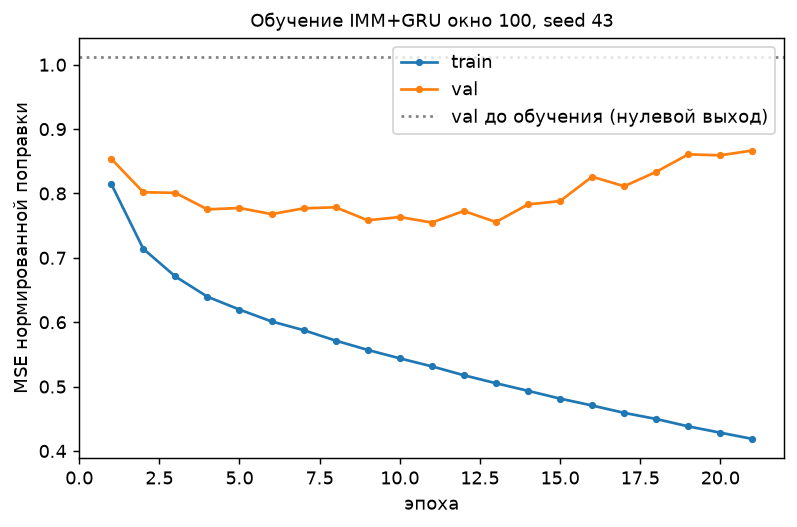 Обучение IMM+GRU окно 100, seed 43
train
val
val до обучения (нулевой выход)
MSE нормированной поправки
1.0
0.9
0.8
0.7
0.6
0.5
0.4
0.0 2.5 5.0 7.5 10.0 12.5 15.0 17.5 20.0
эпоха